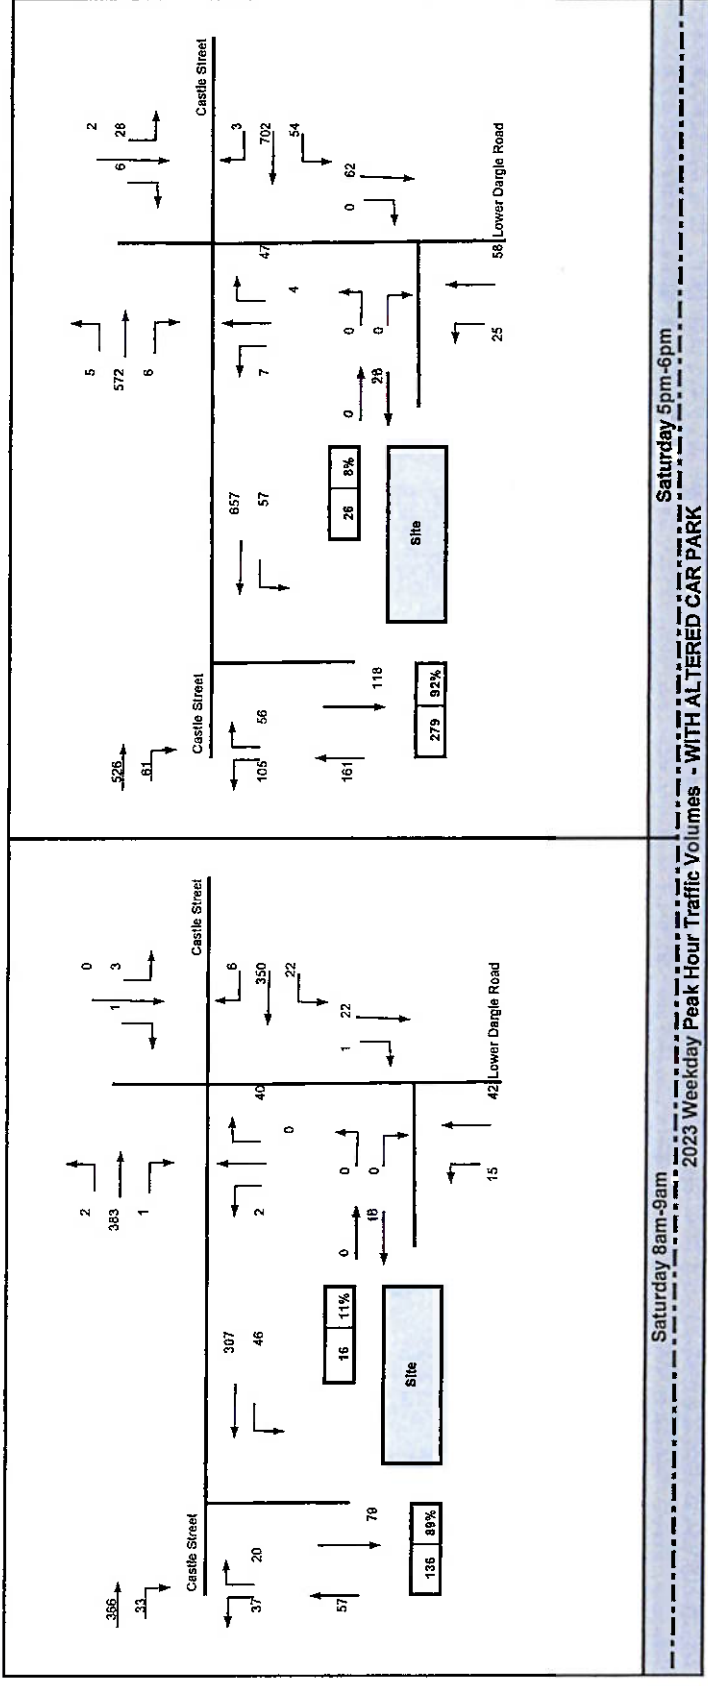 2 0
366 383 1 3
33 1
Castle Street Castle Street
307 6
37 20 46 2 40 350
0 22
57 16 11% 0 0 1 22
79 18 0
Site
136 89%
15 42 Lower Dargle Road
Saturday 8am-9am
5 2
526 572 6 28
61 6
Castle Street Castle Street
657 3
105 56 57 7 47 702
4 54
161 26 8% 0 0 0 62
118 0
Site
279 92%
25 58 Lower Dargle Road
Saturday 5pm-6pm
2023 Weekday Peak Hour Traffic Volumes - WITH ALTERED CAR PARK